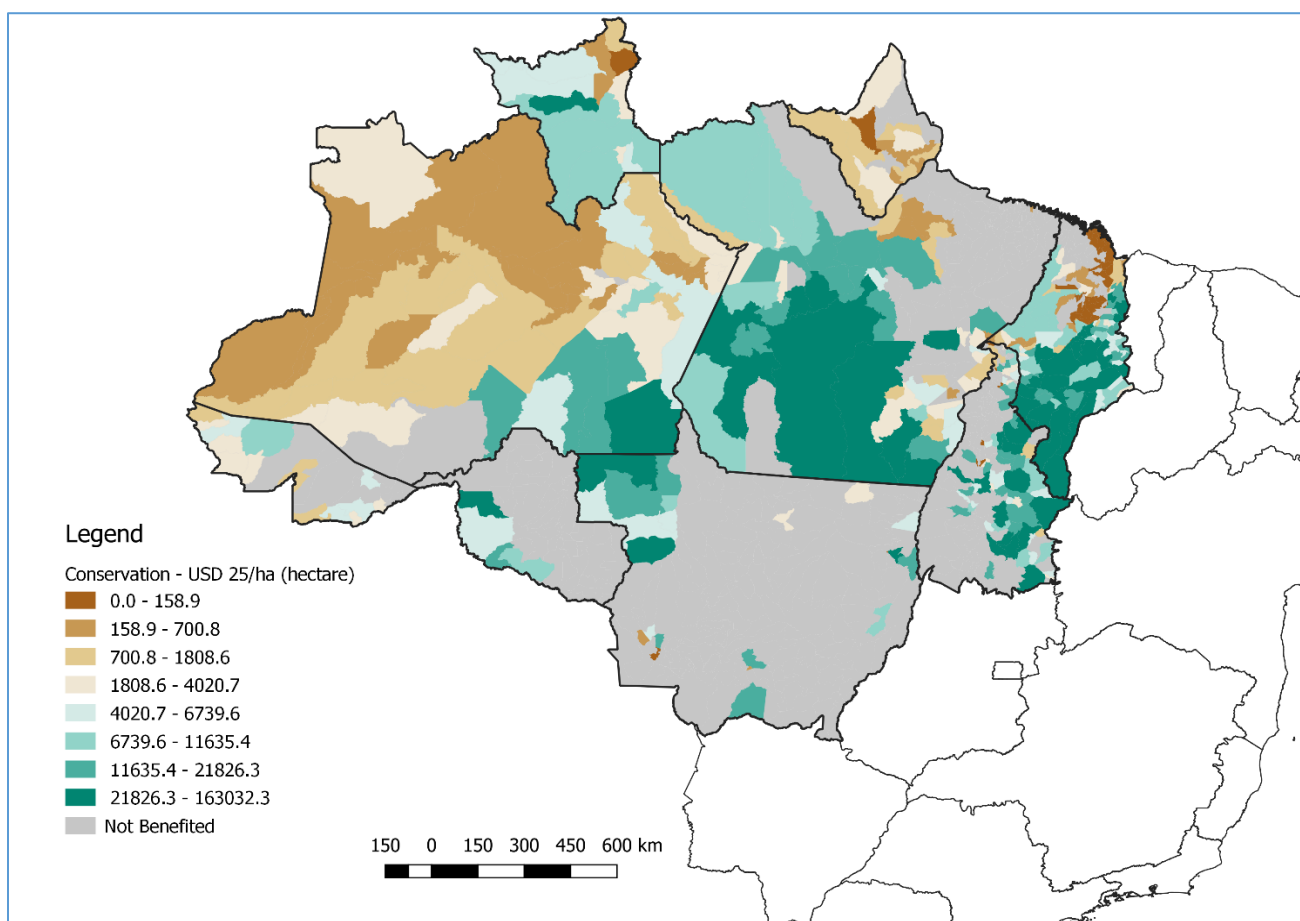 Legend
Conservation - USD 25/ha (hectare)
0.0 - 158.9
158.9 - 700.8
700.8 - 1808.6
1808.6 - 4020.7
4020.7 - 6739.6
6739.6 - 11635.4
11635.4 - 21826.3
21826.3 - 163032.3
Not Benefited
150 0 150 300 450 600 km